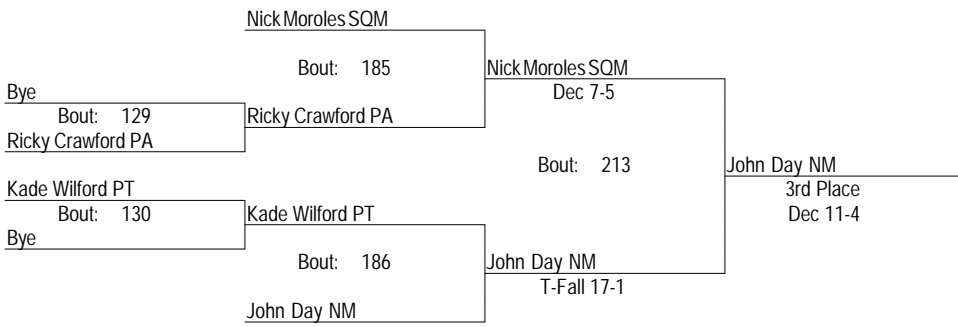 Nick Moroles SQM
Bout: 185
Nick Moroles SQM
Dec 7-5
Bye
Bout: 129
Ricky Crawford PA
Ricky Crawford PA
Bout: 213
John Day NM
3rd Place
Dec 11-4
Kade Wilford PT
Bout: 130
Kade Wilford PT
Bye
Bout: 186
John Day NM
T-Fall 17-1
John Day NM